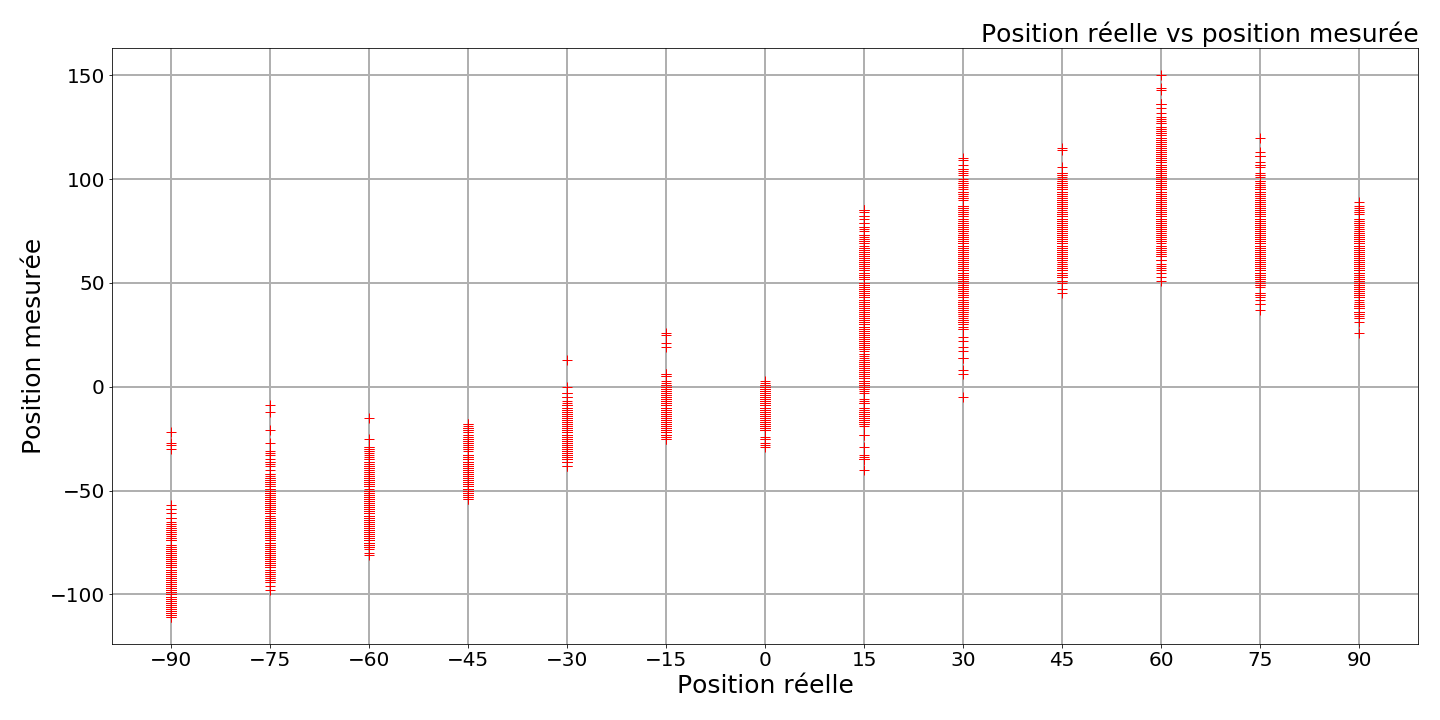 Position réelle vs position mesurée
150
100
50
0
−50
−100
Position mesurée
−90 −75 −60 −45 −30 −15 0 15 30 45 60 75 90
Position réelle